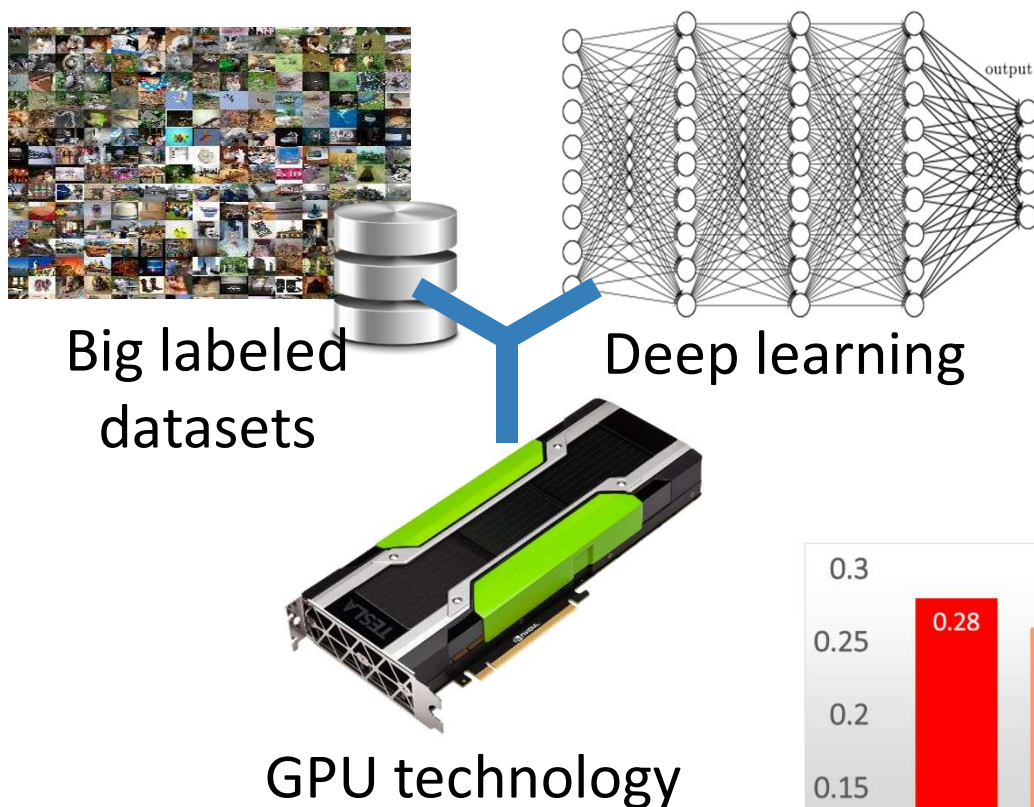 output
Big labeled
datasets
Deep learning
TESLA
NVIDIA.
GPU technology
0.3
0.28
0.25
0.2
0.15